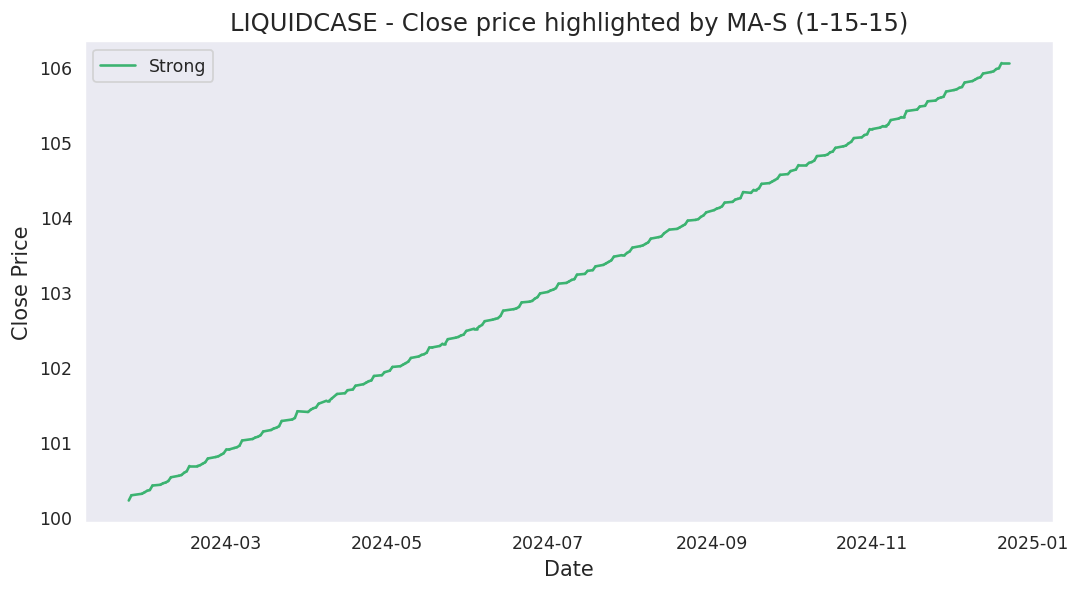 LIQUIDCASE - Close price highlighted by MA-S (1-15-15)
Strong
Close Price
106
105
104
103
102
101
100
2024-03 2024-05 2024-07 2024-09 2024-11 2025-01
Date